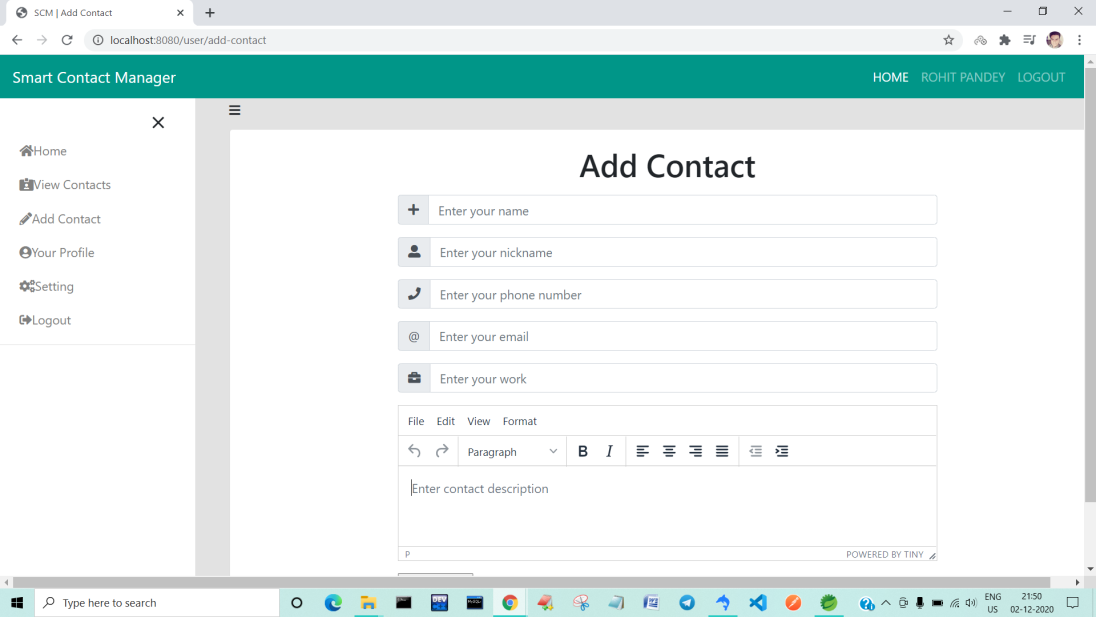 SCM | Add Contact
localhost:8080/user/add-contact
Smart Contact Manager
HOME ROHIT PANDEY LOGOUT
Home
View Contacts
Add Contact
Your Profile
Setting
Logout
Add Contact
Enter your name
Enter your nickname
Enter your phone number
@ Enter your email
Enter your work
File Edit View Format
Paragraph B I
Enter contact description
P POWERED BY TINY
Type here to search
ENG
US
21:50
02-12-2020